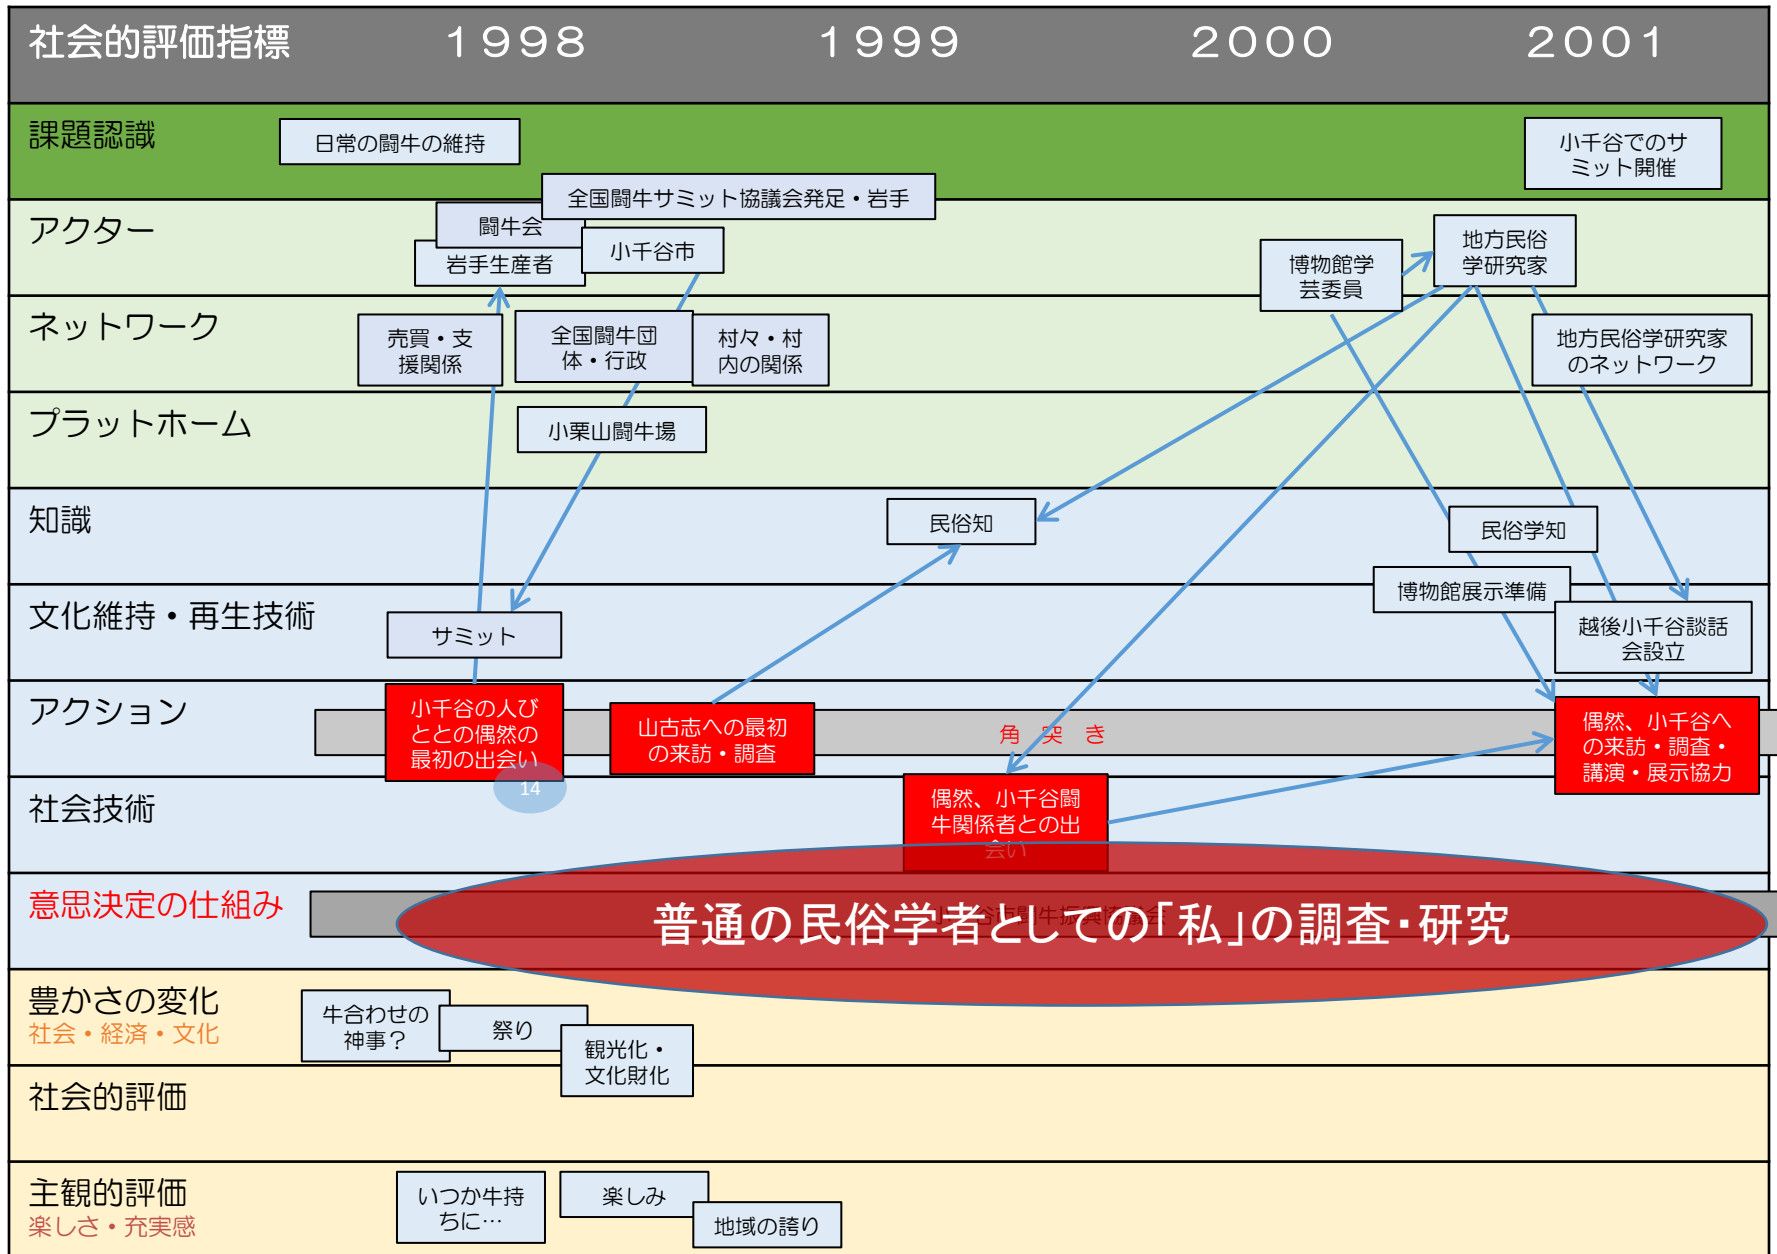 社会的評価指標
１９９８
１９９９
２０００
２００１
課題認識
日常の闘牛の維持
小千谷でのサ
ミット開催
全国闘牛サミット協議会発足・岩手
アクター
闘牛会
岩手生産者
小千谷市
博物館学
芸委員
地方民俗
学研究家
ネットワーク
売買・支
援関係
全国闘牛団
体・行政
村々・村
内の関係
地方民俗学研究家
のネットワーク
プラットホーム
小栗山闘牛場
知識
民俗知
民俗学知
文化維持・再生技術
サミット
博物館展示準備
越後小千谷談話
会設立
アクション
小千谷の人び
ととの偶然の
最初の出会い
山古志への最初
の来訪・調査
角 突 き
偶然、小千谷へ
の来訪・調査・
講演・展示協力
14
社会技術
偶然、小千谷闘
牛関係者との出
会い
意思決定の仕組み
小千谷市闘牛振興協議会
普通の民俗学者としての「私」の調査・研究
豊かさの変化
社会・経済・文化
牛合わせの
神事？
祭り
観光化・
文化財化
社会的評価
主観的評価
楽しさ・充実感
いつか牛持
ちに…
楽しみ
地域の誇り